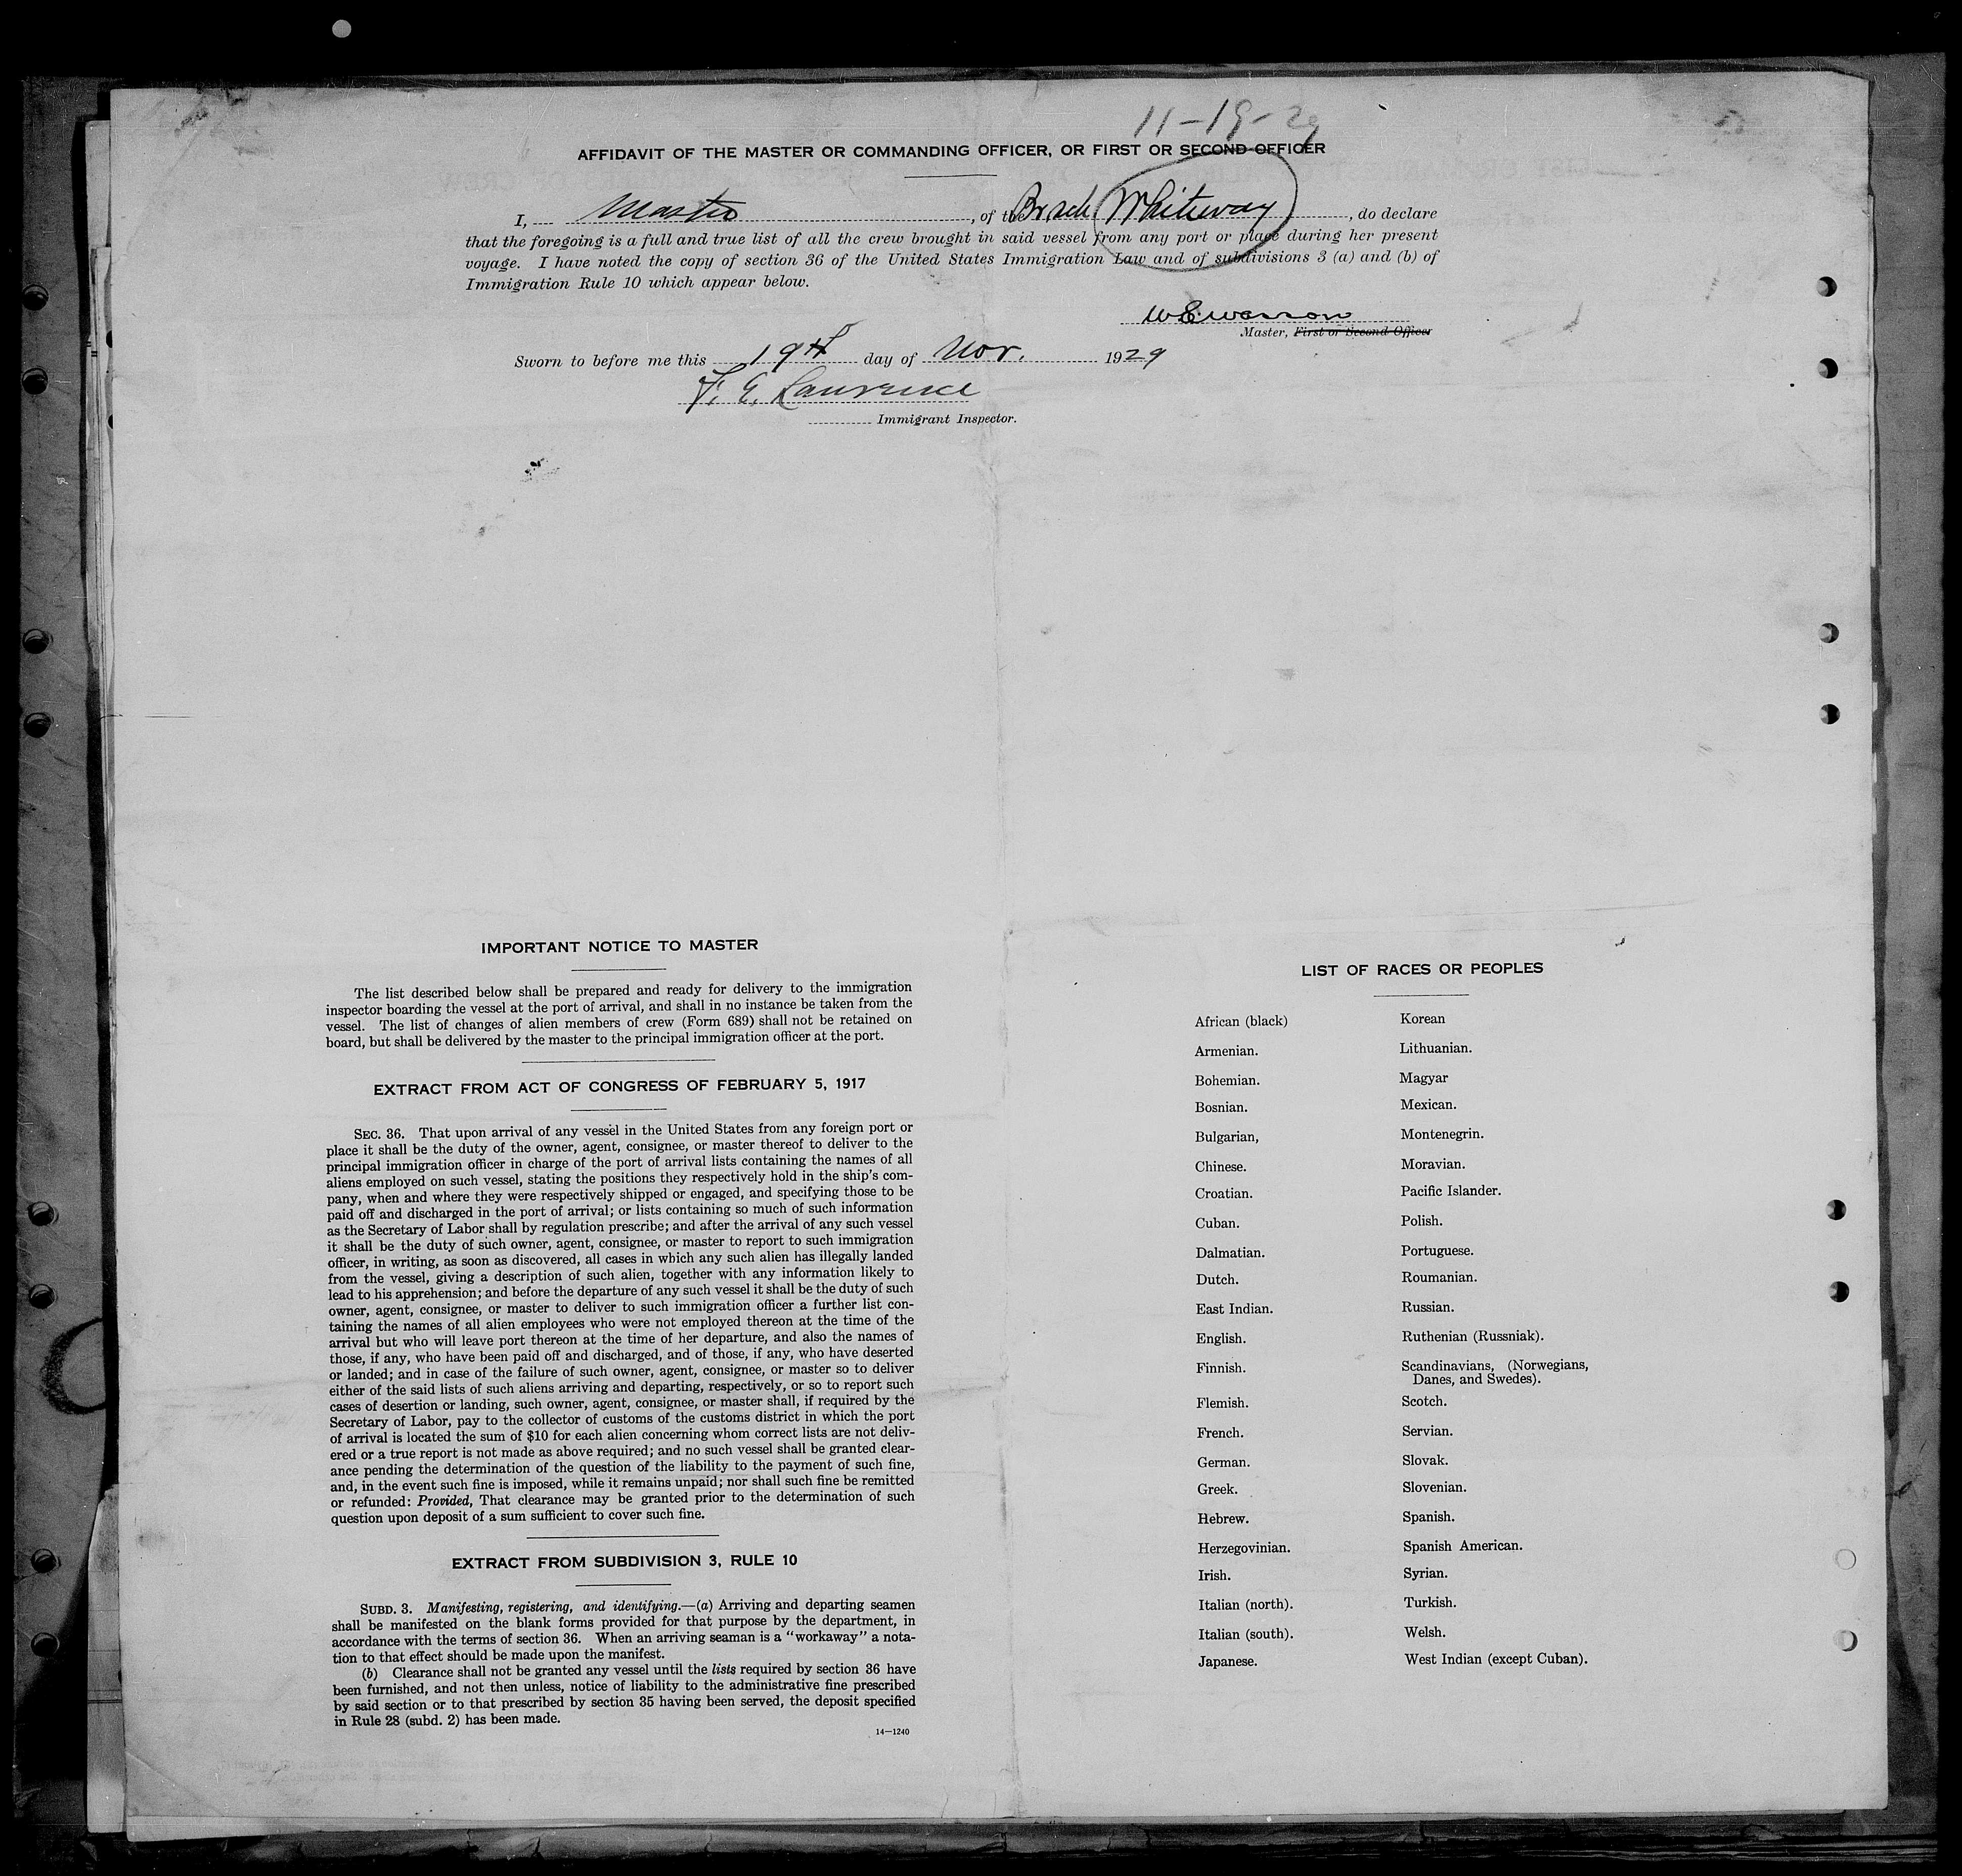 11-19-29
AFFIDAVIT OF THE MASTER OR COMMANDING OFFICER, OR FIRST OR SECOND OFFICER
I, Master, of the Br. sch. Whiteway, do declare
that the foregoing is a full and true list of all the crew brought in said vessel from any port or place during her present
voyage. I have noted the copy of section 36 of the United States Immigration Law and of subdivisions 3 (a) and (b) of
Immigration Rule 10 which appear below.
W E Wasson
Master, First or Second Officer
Sworn to before me this 19th day of Nov. 1929
F. E. Lawrence
Immigrant Inspector.
IMPORTANT NOTICE TO MASTER
The list described below shall be prepared and ready for delivery to the immigration
inspector boarding the vessel at the port of arrival, and shall in no instance be taken from the
vessel. The list of changes of alien members of crew (Form 689) shall not be retained on
board, but shall be delivered by the master to the principal immigration officer at the port.
EXTRACT FROM ACT OF CONGRESS OF FEBRUARY 5, 1917
SEC. 36. That upon arrival of any vessel in the United States from any foreign port or
place it shall be the duty of the owner, agent, consignee, or master thereof to deliver to the
principal immigration officer in charge of the port of arrival lists containing the names of all
aliens employed on such vessel, stating the positions they respectively hold in the ship's com-
pany, when and where they were respectively shipped or engaged, and specifying those to be
paid off and discharged in the port of arrival; or lists containing so much of such information
as the Secretary of Labor shall by regulation prescribe; and after the arrival of any such vessel
it shall be the duty of such owner, agent, consignee, or master to report to such immigration
officer, in writing, as soon as discovered, all cases in which any such alien has illegally landed
from the vessel, giving a description of such alien, together with any information likely to
lead to his apprehension; and before the departure of any such vessel it shall be the duty of such
owner, agent, consignee, or master to deliver to such immigration officer a further list con-
taining the names of all alien employees who were not employed thereon at the time of the
arrival but who will leave port thereon at the time of her departure, and also the names of
those, if any, who have been paid off and discharged, and of those, if any, who have deserted
or landed; and in case of the failure of such owner, agent, consignee, or master so to deliver
either of the said lists of such aliens arriving and departing, respectively, or so to report such
cases of desertion or landing, such owner, agent, consignee, or master shall, if required by the
Secretary of Labor, pay to the collector of customs of the customs district in which the port
of arrival is located the sum of $10 for each alien concerning whom correct lists are not deliv-
ered or a true report is not made as above required; and no such vessel shall be granted clear-
ance pending the determination of the question of the liability to the payment of such fine,
and, in the event such fine is imposed, while it remains unpaid; nor shall such fine be remitted
or refunded: Provided, That clearance may be granted prior to the determination of such
question upon deposit of a sum sufficient to cover such fine.
EXTRACT FROM SUBDIVISION 3, RULE 10
SUBD. 3. Manifesting, registering, and identifying.—(a) Arriving and departing seamen
shall be manifested on the blank forms provided for that purpose by the department, in
accordance with the terms of section 36. When an arriving seaman is a "workaway" a nota-
tion to that effect should be made upon the manifest.
(b) Clearance shall not be granted any vessel until the lists required by section 36 have
been furnished, and not then unless, notice of liability to the administrative fine prescribed
by said section or to that prescribed by section 35 having been served, the deposit specified
in Rule 28 (subd. 2) has been made.
14—1240
LIST OF RACES OR PEOPLES
African (black)
Armenian.
Bohemian.
Bosnian.
Bulgarian,
Chinese.
Croatian.
Cuban.
Dalmatian.
Dutch.
East Indian.
English.
Finnish.
Flemish.
French.
German.
Greek.
Hebrew.
Herzegovinian.
Irish.
Italian (north).
Italian (south).
Japanese.
Korean
Lithuanian.
Magyar
Mexican.
Montenegrin.
Moravian.
Pacific Islander.
Polish.
Portuguese.
Roumanian.
Russian.
Ruthenian (Russniak).
Scandinavians, (Norwegians,
Danes, and Swedes).
Scotch.
Servian.
Slovak.
Slovenian.
Spanish.
Spanish American.
Syrian.
Turkish.
Welsh.
West Indian (except Cuban).